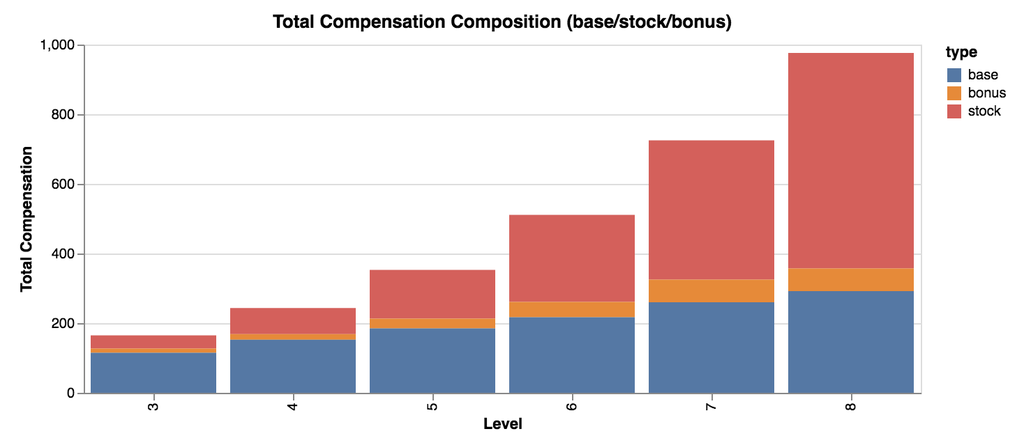 Total Compensation Composition (base/stock/bonus)
1,000
800
600
400
200
0
Total Compensation
3
4
5
6
7
8
Level
type
base
bonus
stock